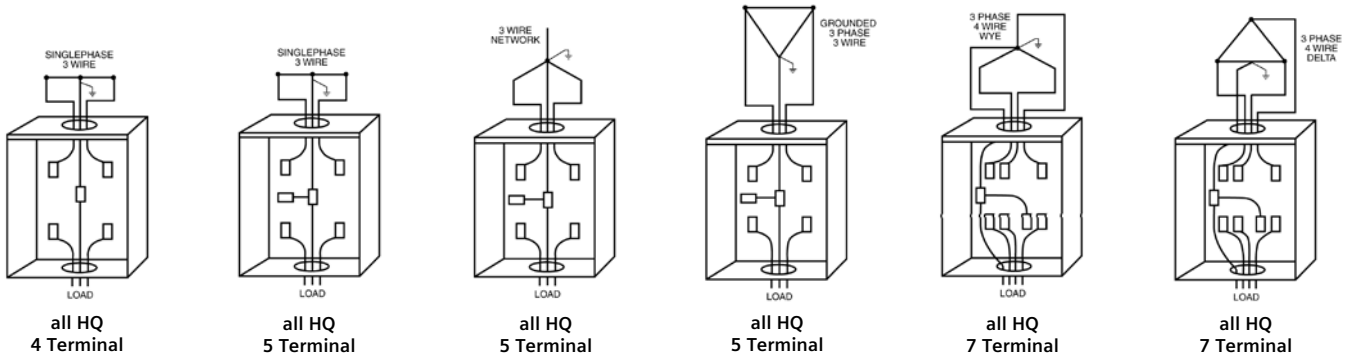 SINGLEPHASE
3 WIRE
LOAD
all HQ
4 Terminal
SINGLEPHASE
3 WIRE
LOAD
all HQ
5 Terminal
3 WIRE
NETWORK
LOAD
all HQ
5 Terminal
GROUNDED
3 PHASE
3 WIRE
LOAD
all HQ
5 Terminal
3 PHASE
4 WIRE
WYE
LOAD
all HQ
7 Terminal
3 PHASE
4 WIRE
DELTA
LOAD
all HQ
7 Terminal